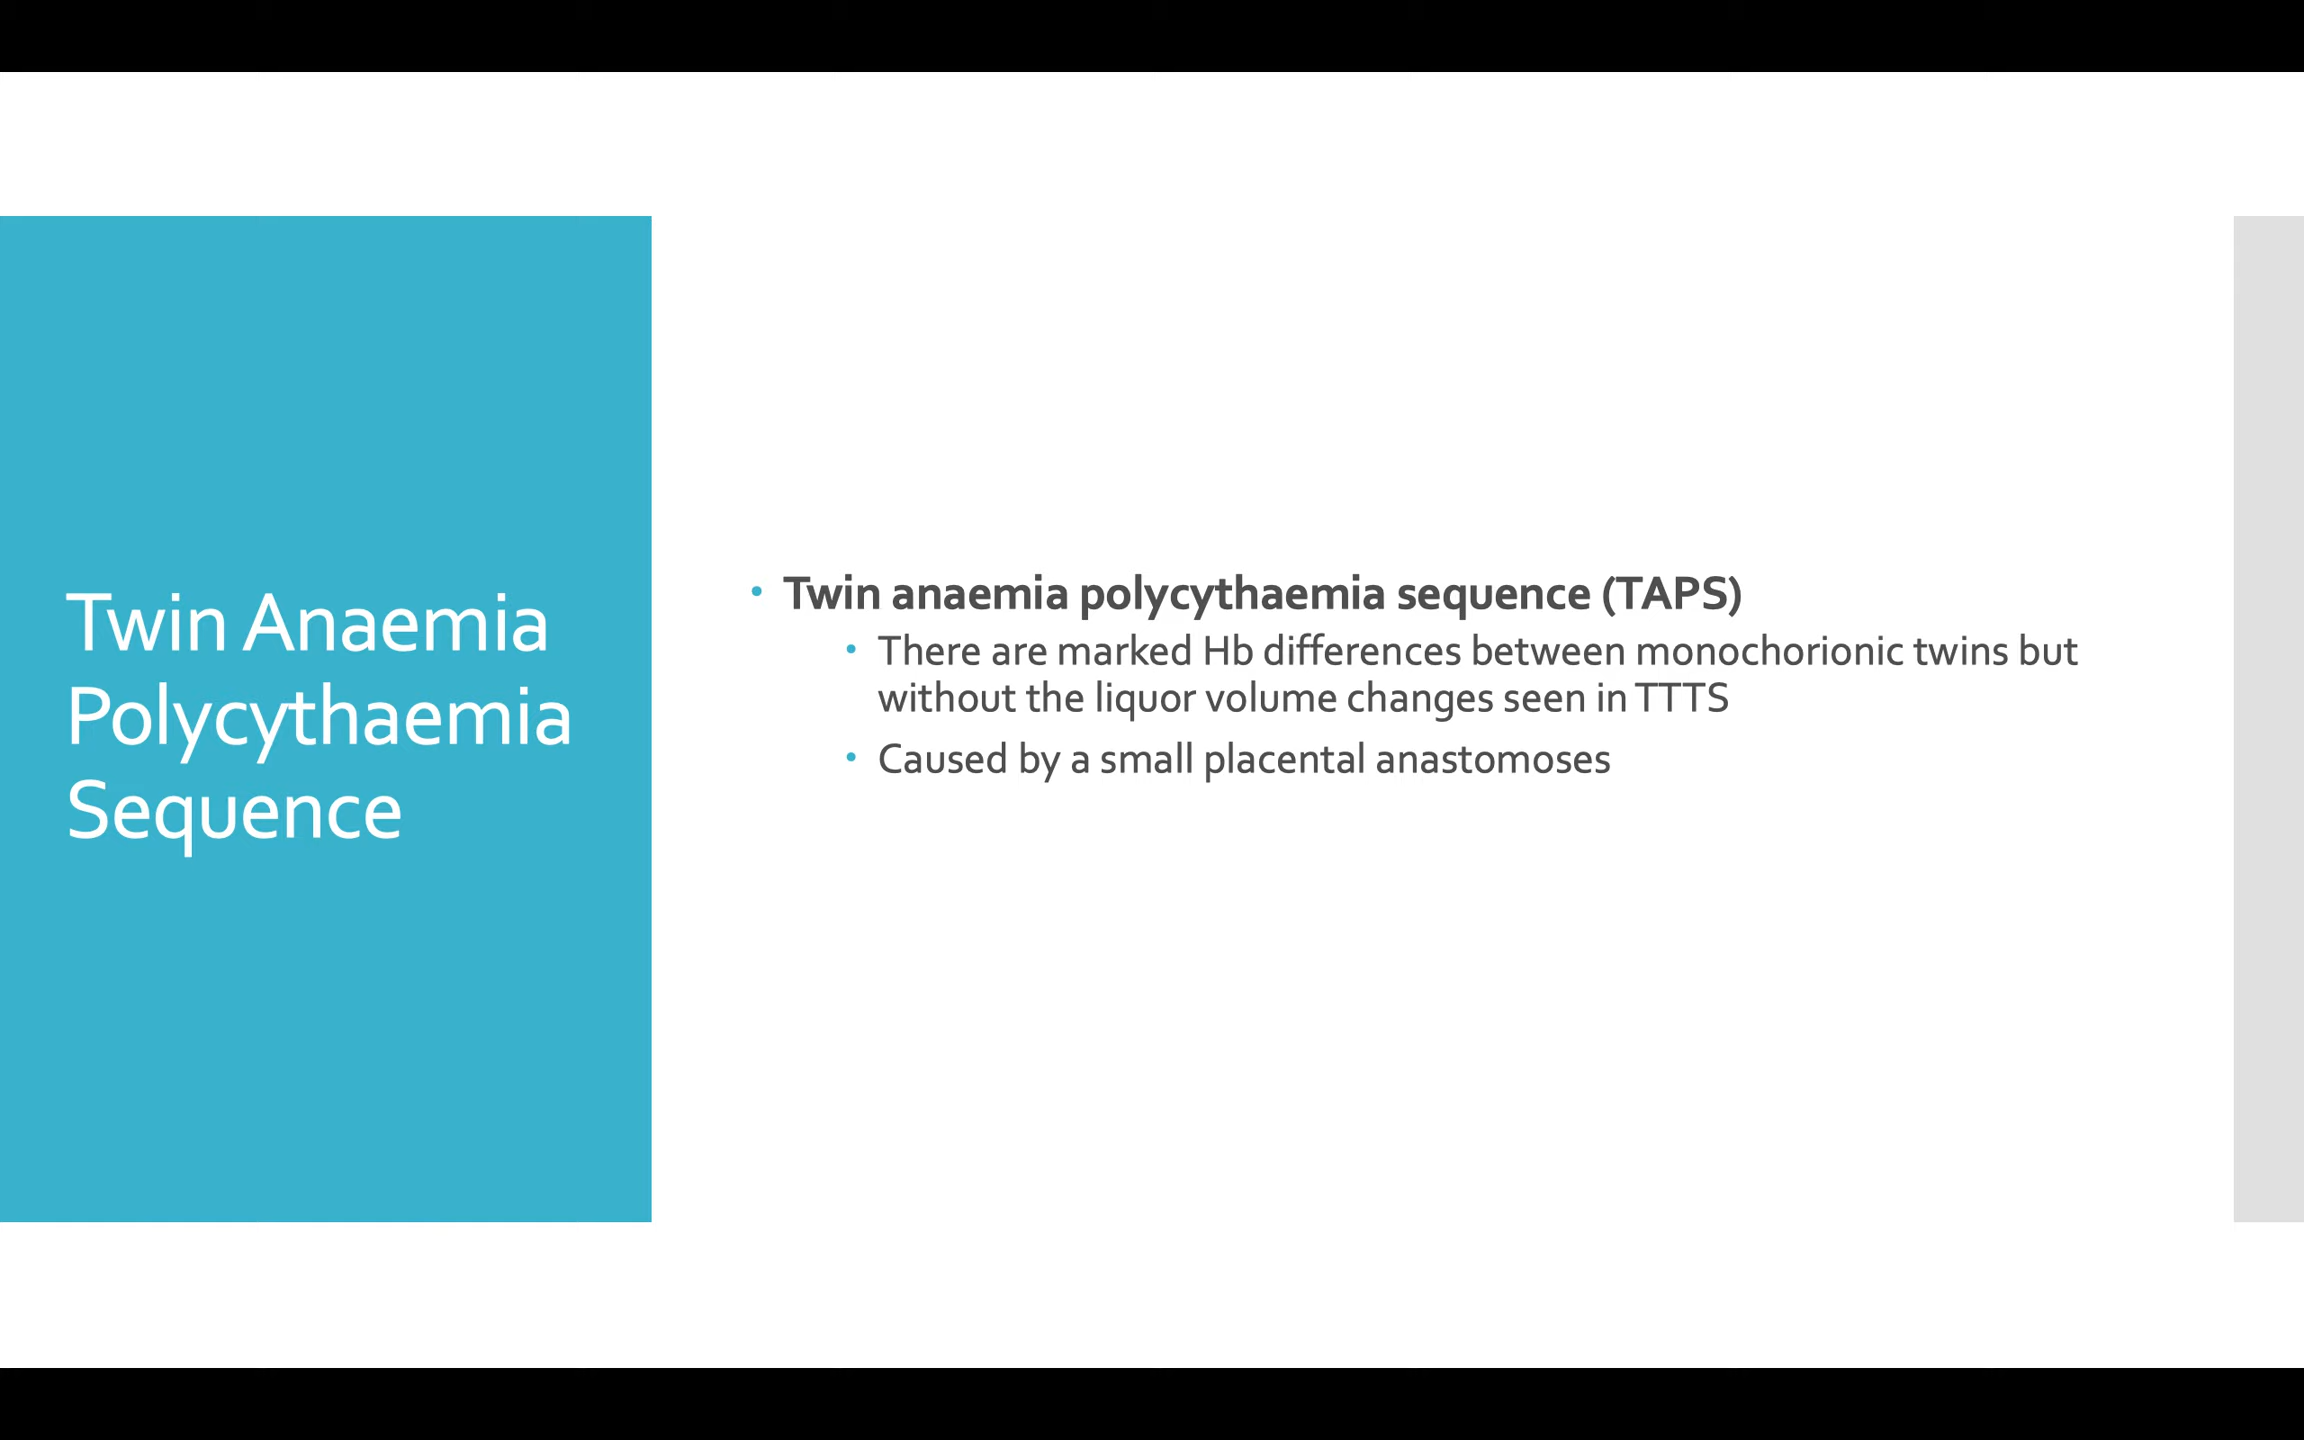 Twin Anaemia
Polycythaemia
Sequence
• Twin anaemia polycythaemia sequence (TAPS)
• There are marked Hb differences between monochorionic twins but
without the liquor volume changes seen in TTTS
• Caused by a small placental anastomoses